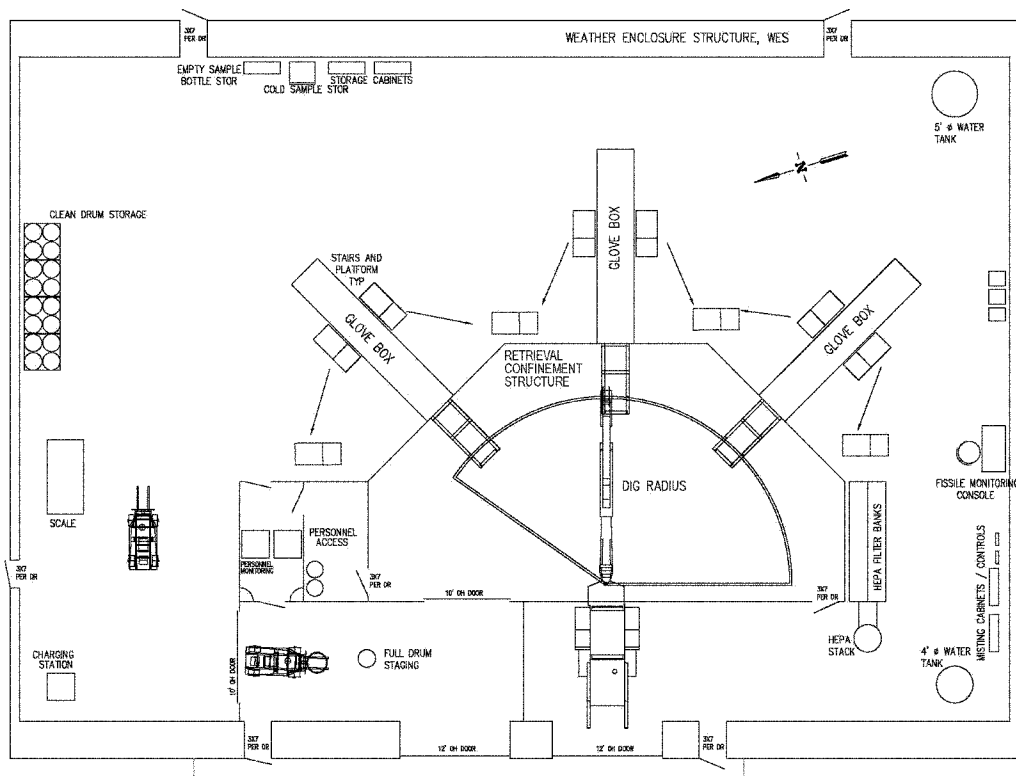 3X7
PER DR
WEATHER ENCLOSURE STRUCTURE, WES
3X7
PER DR
EMPTY SAMPLE
BOTTLE STOR
COLD SAMPLE STOR
STORAGE CABINETS
5' ø WATER
TANK
N
CLEAN DRUM STORAGE
STAIRS AND
PLATFORM
TYP
GLOVE BOX
GLOVE BOX
GLOVE BOX
RETRIEVAL
CONFINEMENT
STRUCTURE
DIG RADIUS
SCALE
FISSILE MONITORING
CONSOLE
PERSONNEL
ACCESS
PERSONNEL
MONITORING
3X7
PER DR
3X7
PER DR
3X7
PER DR
10' OH DOOR
HEPA FILTER BANKS
MISTING CABINETS / CONTROLS
HEPA
STACK
CHARGING
STATION
10' OH DOOR
FULL DRUM
STAGING
4' ø WATER
TANK
3X7
PER DR
12' OH DOOR
12' OH DOOR
3X7
PER DR